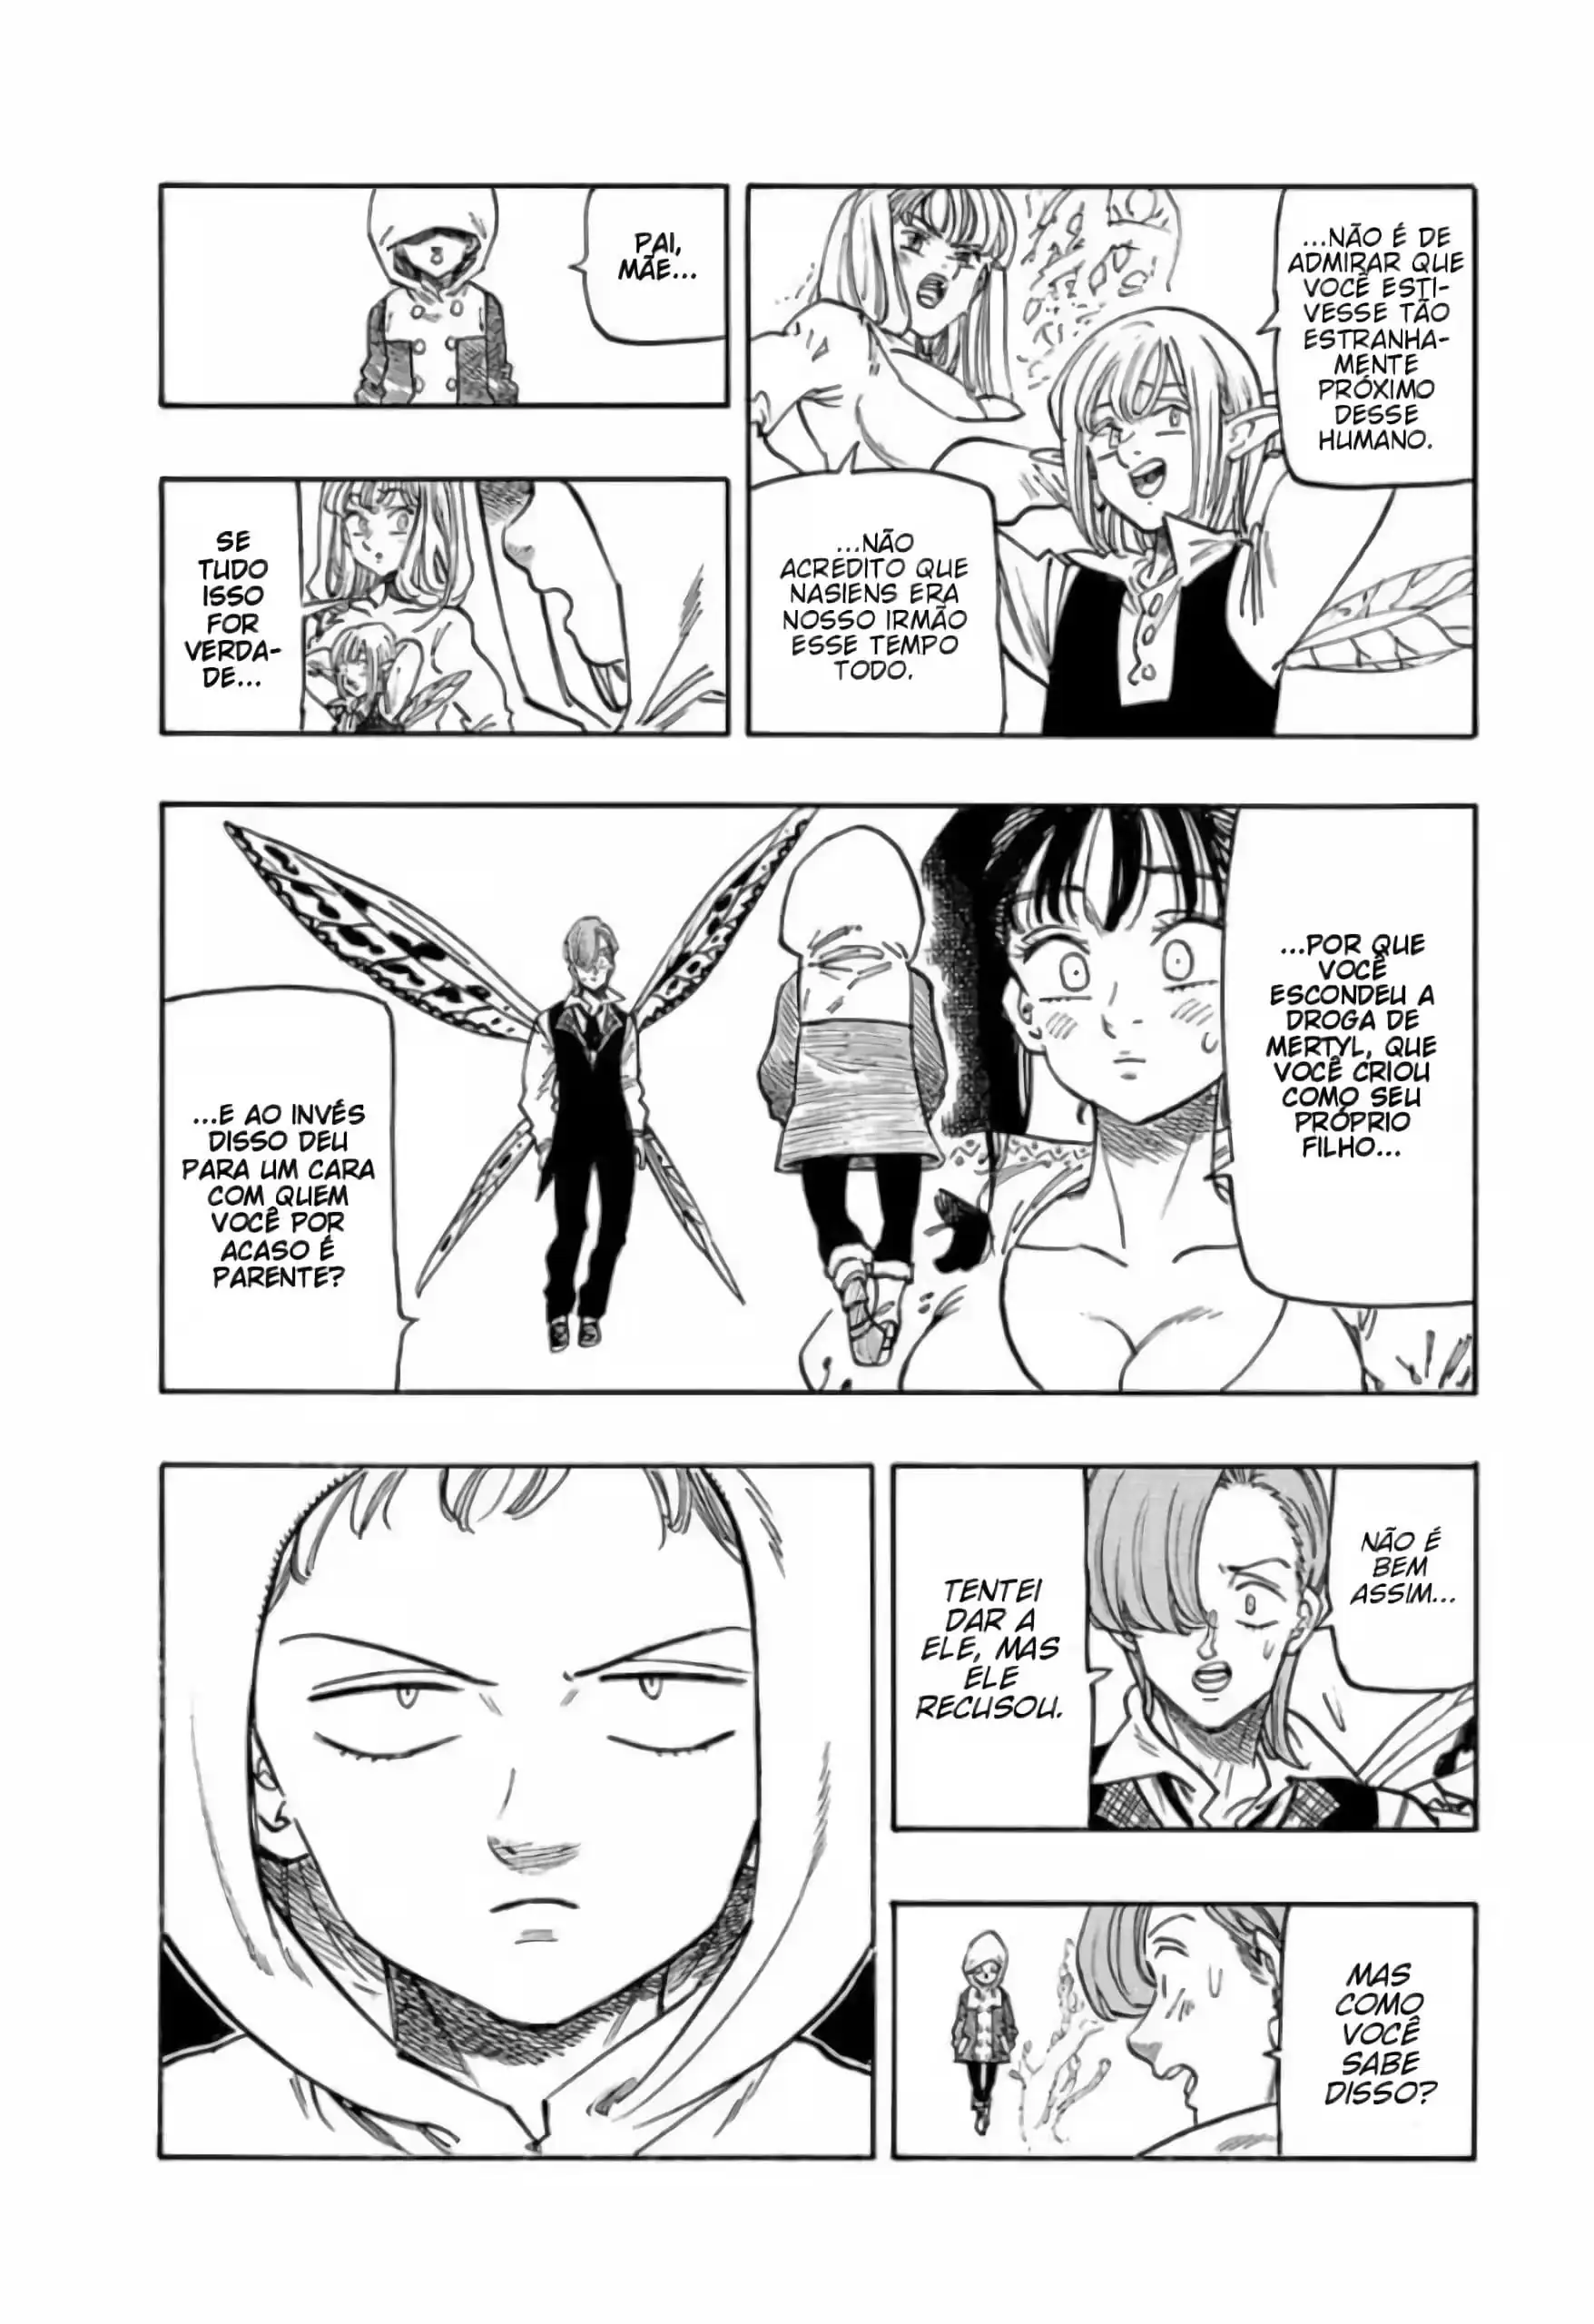 ...NÃO É DE
ADMIRAR QUE
VOCÊ ESTI-
VESSE TÃO
ESTRANHA-
MENTE
PRÓXIMO
DESSE
HUMANO.
...NÃO
ACREDITO QUE
NASIENS ERA
NOSSO IRMÃO
ESSE TEMPO
TODO.
PAI,
MÃE...
SE
TUDO
ISSO
FOR
VERDA-
DE...
...POR QUE
VOCÊ
ESCONDEU A
DROGA DE
MERTYL, QUE
VOCÊ CRIOU
COMO SEU
PRÓPRIO
FILHO...
...E AO INVÉS
DISSO DEU
PARA UM CARA
COM QUEM
VOCÊ POR
ACASO É
PARENTE?
NÃO É
BEM
ASSIM...
TENTEI
DAR A
ELE, MAS
ELE
RECUSOU.
MAS
COMO
VOCÊ
SABE
DISSO?